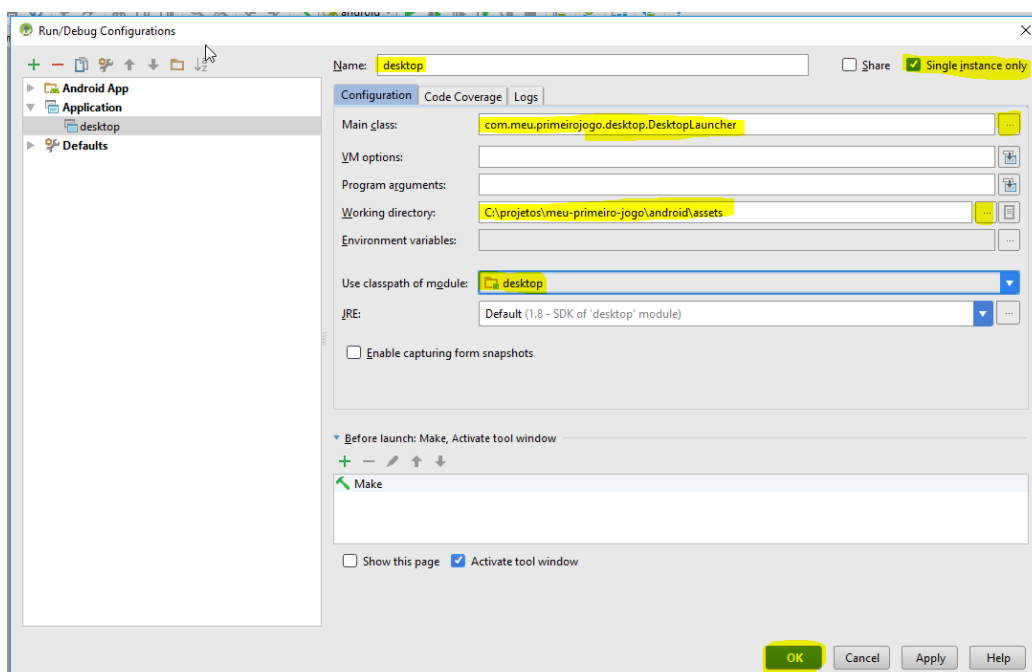 android
Run/Debug Configurations
Android App
Application
desktop
Defaults
Name: desktop
Share
Single instance only
Configuration Code Coverage Logs
Main class: com.meu.primeirojogo.desktop.DesktopLauncher ...
VM options:
Program arguments:
Working directory: C:\projetos\meu-primeiro-jogo\android\assets ...
Environment variables: ...
Use classpath of module: desktop
JRE: Default (1.8 - SDK of 'desktop' module) ...
Enable capturing form snapshots
Before launch: Make, Activate tool window
Make
Show this page Activate tool window
OK Cancel Apply Help